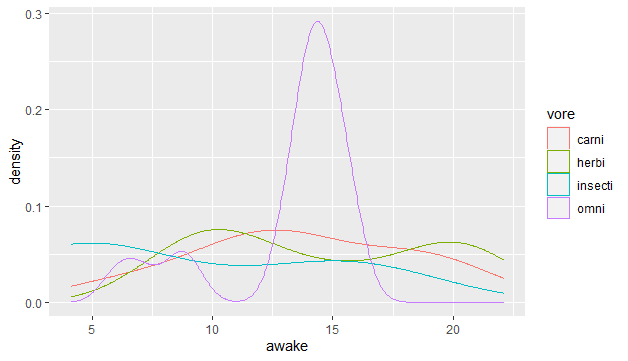 0.3
0.2
0.1
0.0
density
5
10
15
20
awake
vore
carni
herbi
insecti
omni